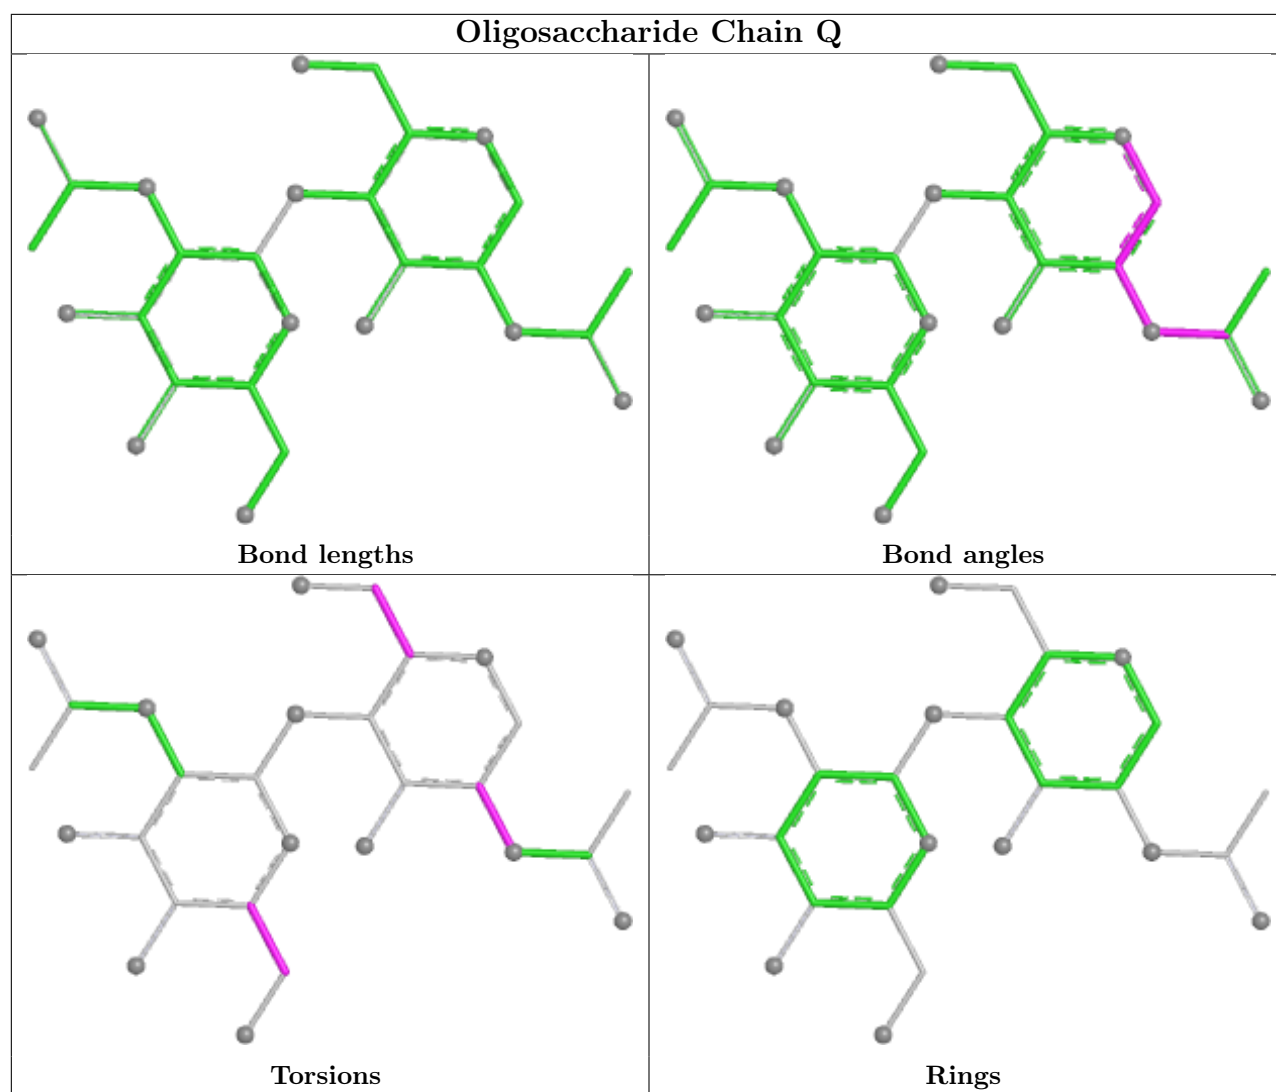 Oligosaccharide Chain Q
Bond lengths
Bond angles
Torsions
Rings